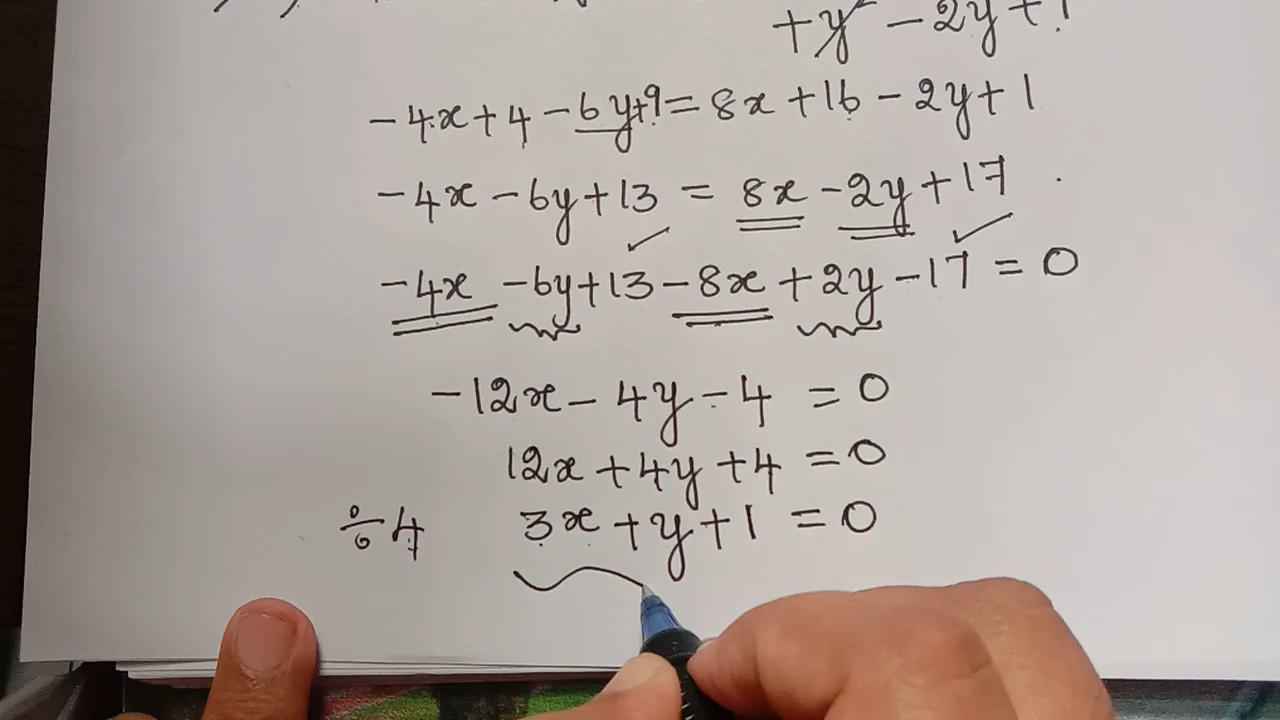 +y² - 2y + 1
-4x + 4 - 6y + 9 = 8x + 16 - 2y + 1
-4x - 6y + 13 = 8x - 2y + 17
-4x - 6y + 13 - 8x + 2y - 17 = 0
-12x - 4y - 4 = 0
12x + 4y + 4 = 0
÷4 3x + y + 1 = 0